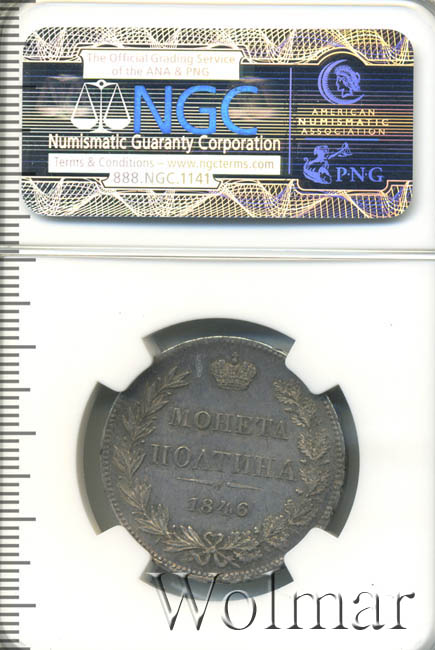 The Official Grading Service
of the ANA & PNG
NGC
Numismatic Guaranty Corporation
Terms & Conditions – www.ngcterms.com
888.NGC.1141
AMERICAN
NUMISMATIC
ASSOCIATION
P·N·G
МОНЕТА
ПОЛТИНА
1846
Wolmar